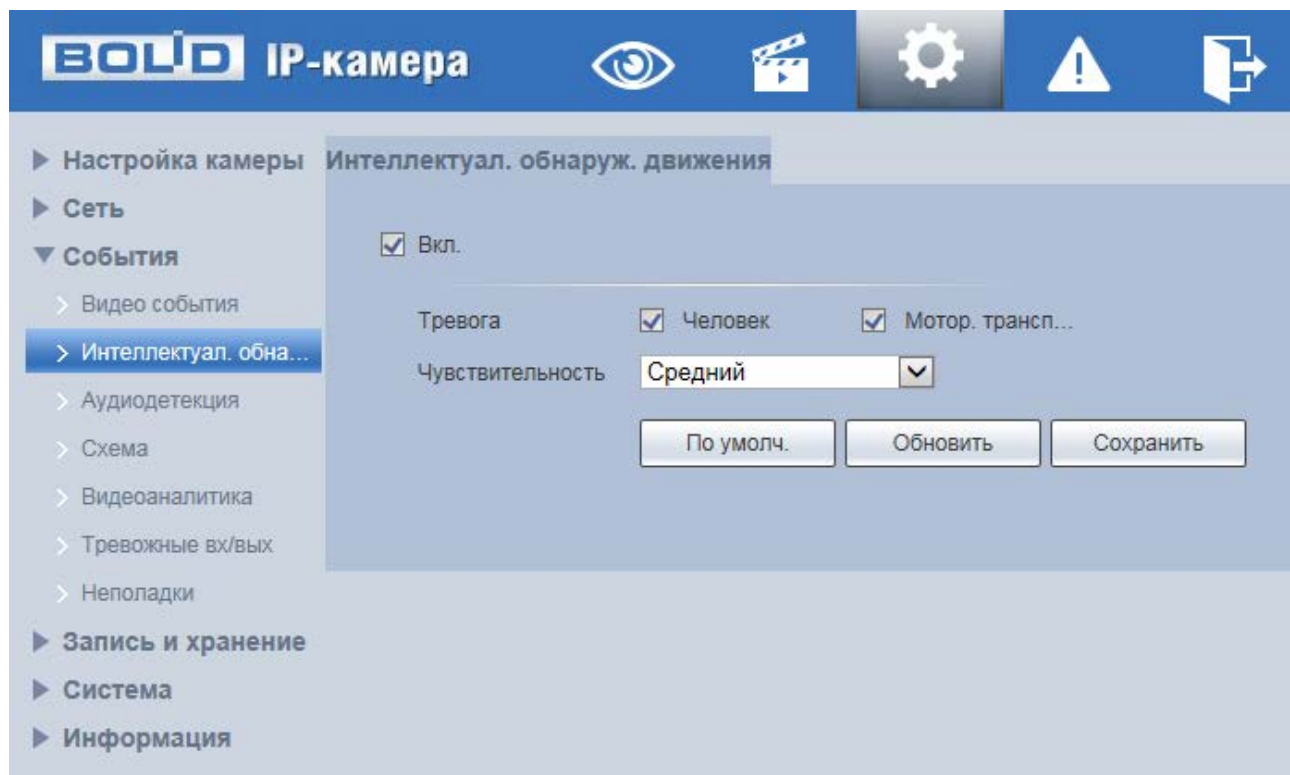 BOLID IP-камера
Настройка камеры
Сеть
События
Видео события
Интеллектуал. обна...
Аудиодетекция
Схема
Видеоаналитика
Тревожные вх/вых
Неполадки
Запись и хранение
Система
Информация
Интеллектуал. обнаруж. движения
Вкл.
Тревога Человек Мотор. трансп...
Чувствительность Средний
По умолч. Обновить Сохранить